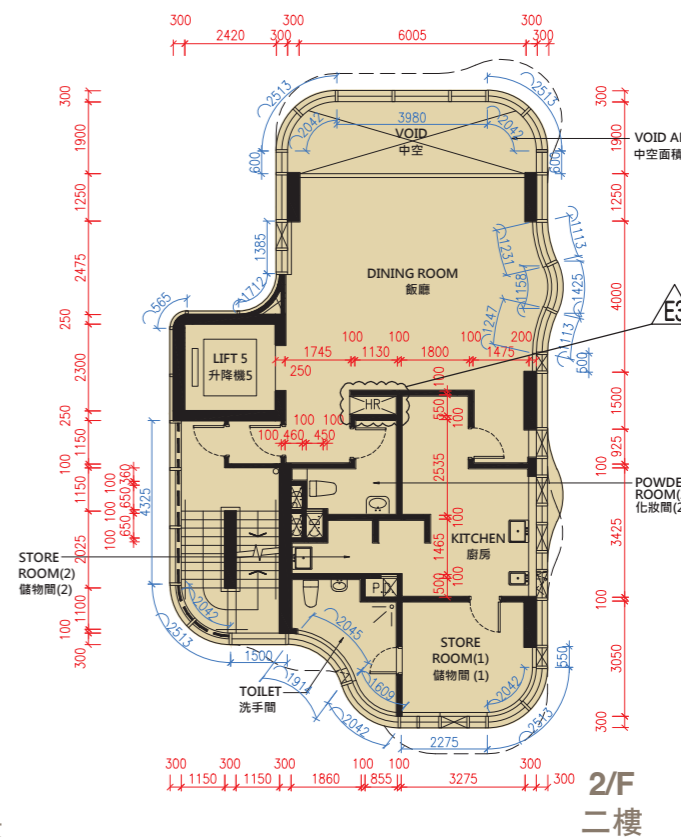 300 300 300
2420 6005
300 300
2513 2513
300 300
2042 3980 2042
VOID
中空
VOID A
中空面積
1900 1900
600 600
1250 1250
1385 1231 1113
2475 DINING ROOM
飯廳
1712 1158 1425 4000
565 1247 113
250 E3
100 100 100 200
LIFT 5
升降機5
1745 1130 1800 1475
600
2300 250 100
HR 550 1500
250 100 100 100
100 460 450
1150 925
100 100
360 2535
1150 100 650 POWDE
ROOM(
化妝間(2
4325 100 650 100
2025 100 1465 KITCHEN
廚房
3425
STORE
ROOM(2)
儲物間(2)
500 100
P.D
1100 2042 100
100 2513 2045 STORE
ROOM(1)
儲物間 (1)
550
300 1500 3050
TOILET
洗手間
1914 1609 2042
2042 2513
2275 300
300 300 100 100 300
1150 1150 1860 855 3275 300
2/F
二樓